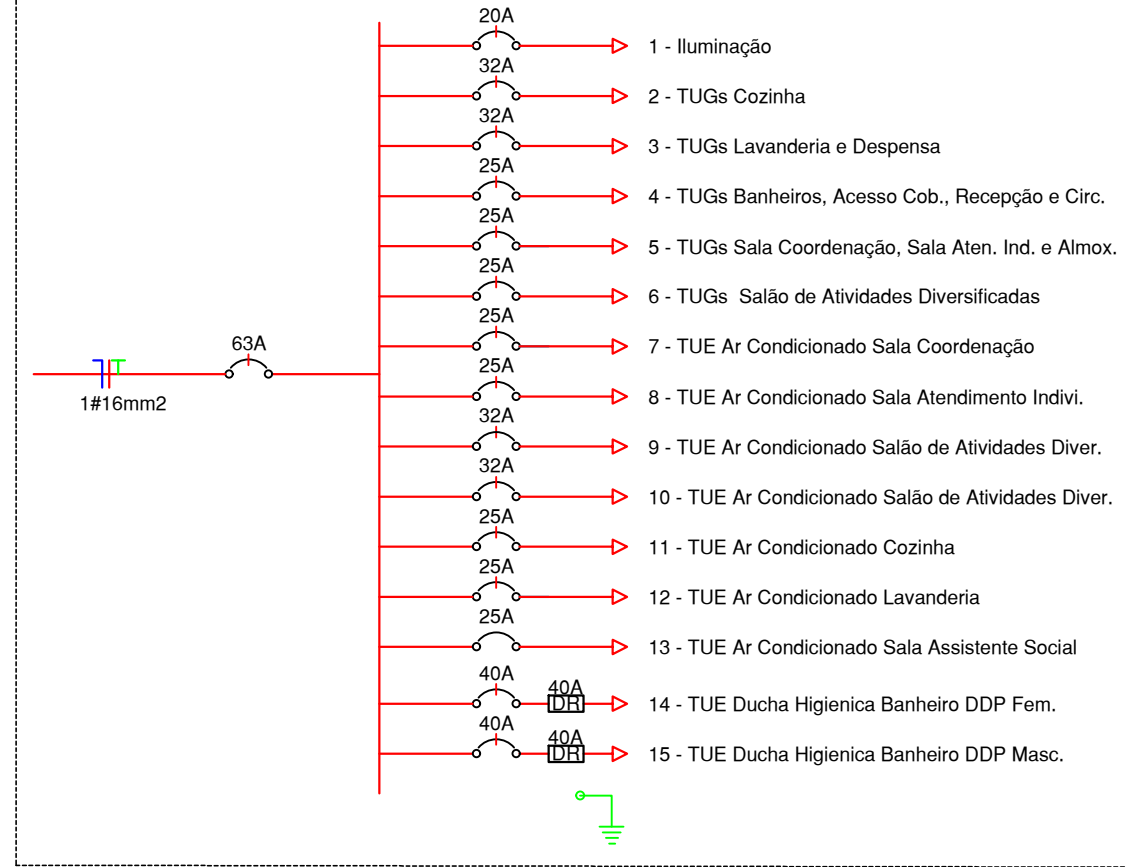 20A
1 - Iluminação
32A
2 - TUGs Cozinha
32A
3 - TUGs Lavanderia e Despensa
25A
4 - TUGs Banheiros, Acesso Cob., Recepção e Circ.
25A
5 - TUGs Sala Coordenação, Sala Aten. Ind. e Almox.
25A
6 - TUGs Salão de Atividades Diversificadas
25A
63A
7 - TUE Ar Condicionado Sala Coordenação
25A
1#16mm2
8 - TUE Ar Condicionado Sala Atendimento Indivi.
32A
9 - TUE Ar Condicionado Salão de Atividades Diver.
32A
10 - TUE Ar Condicionado Salão de Atividades Diver.
25A
11 - TUE Ar Condicionado Cozinha
25A
12 - TUE Ar Condicionado Lavanderia
25A
13 - TUE Ar Condicionado Sala Assistente Social
40A
40A
DR
14 - TUE Ducha Higienica Banheiro DDP Fem.
40A
40A
DR
15 - TUE Ducha Higienica Banheiro DDP Masc.